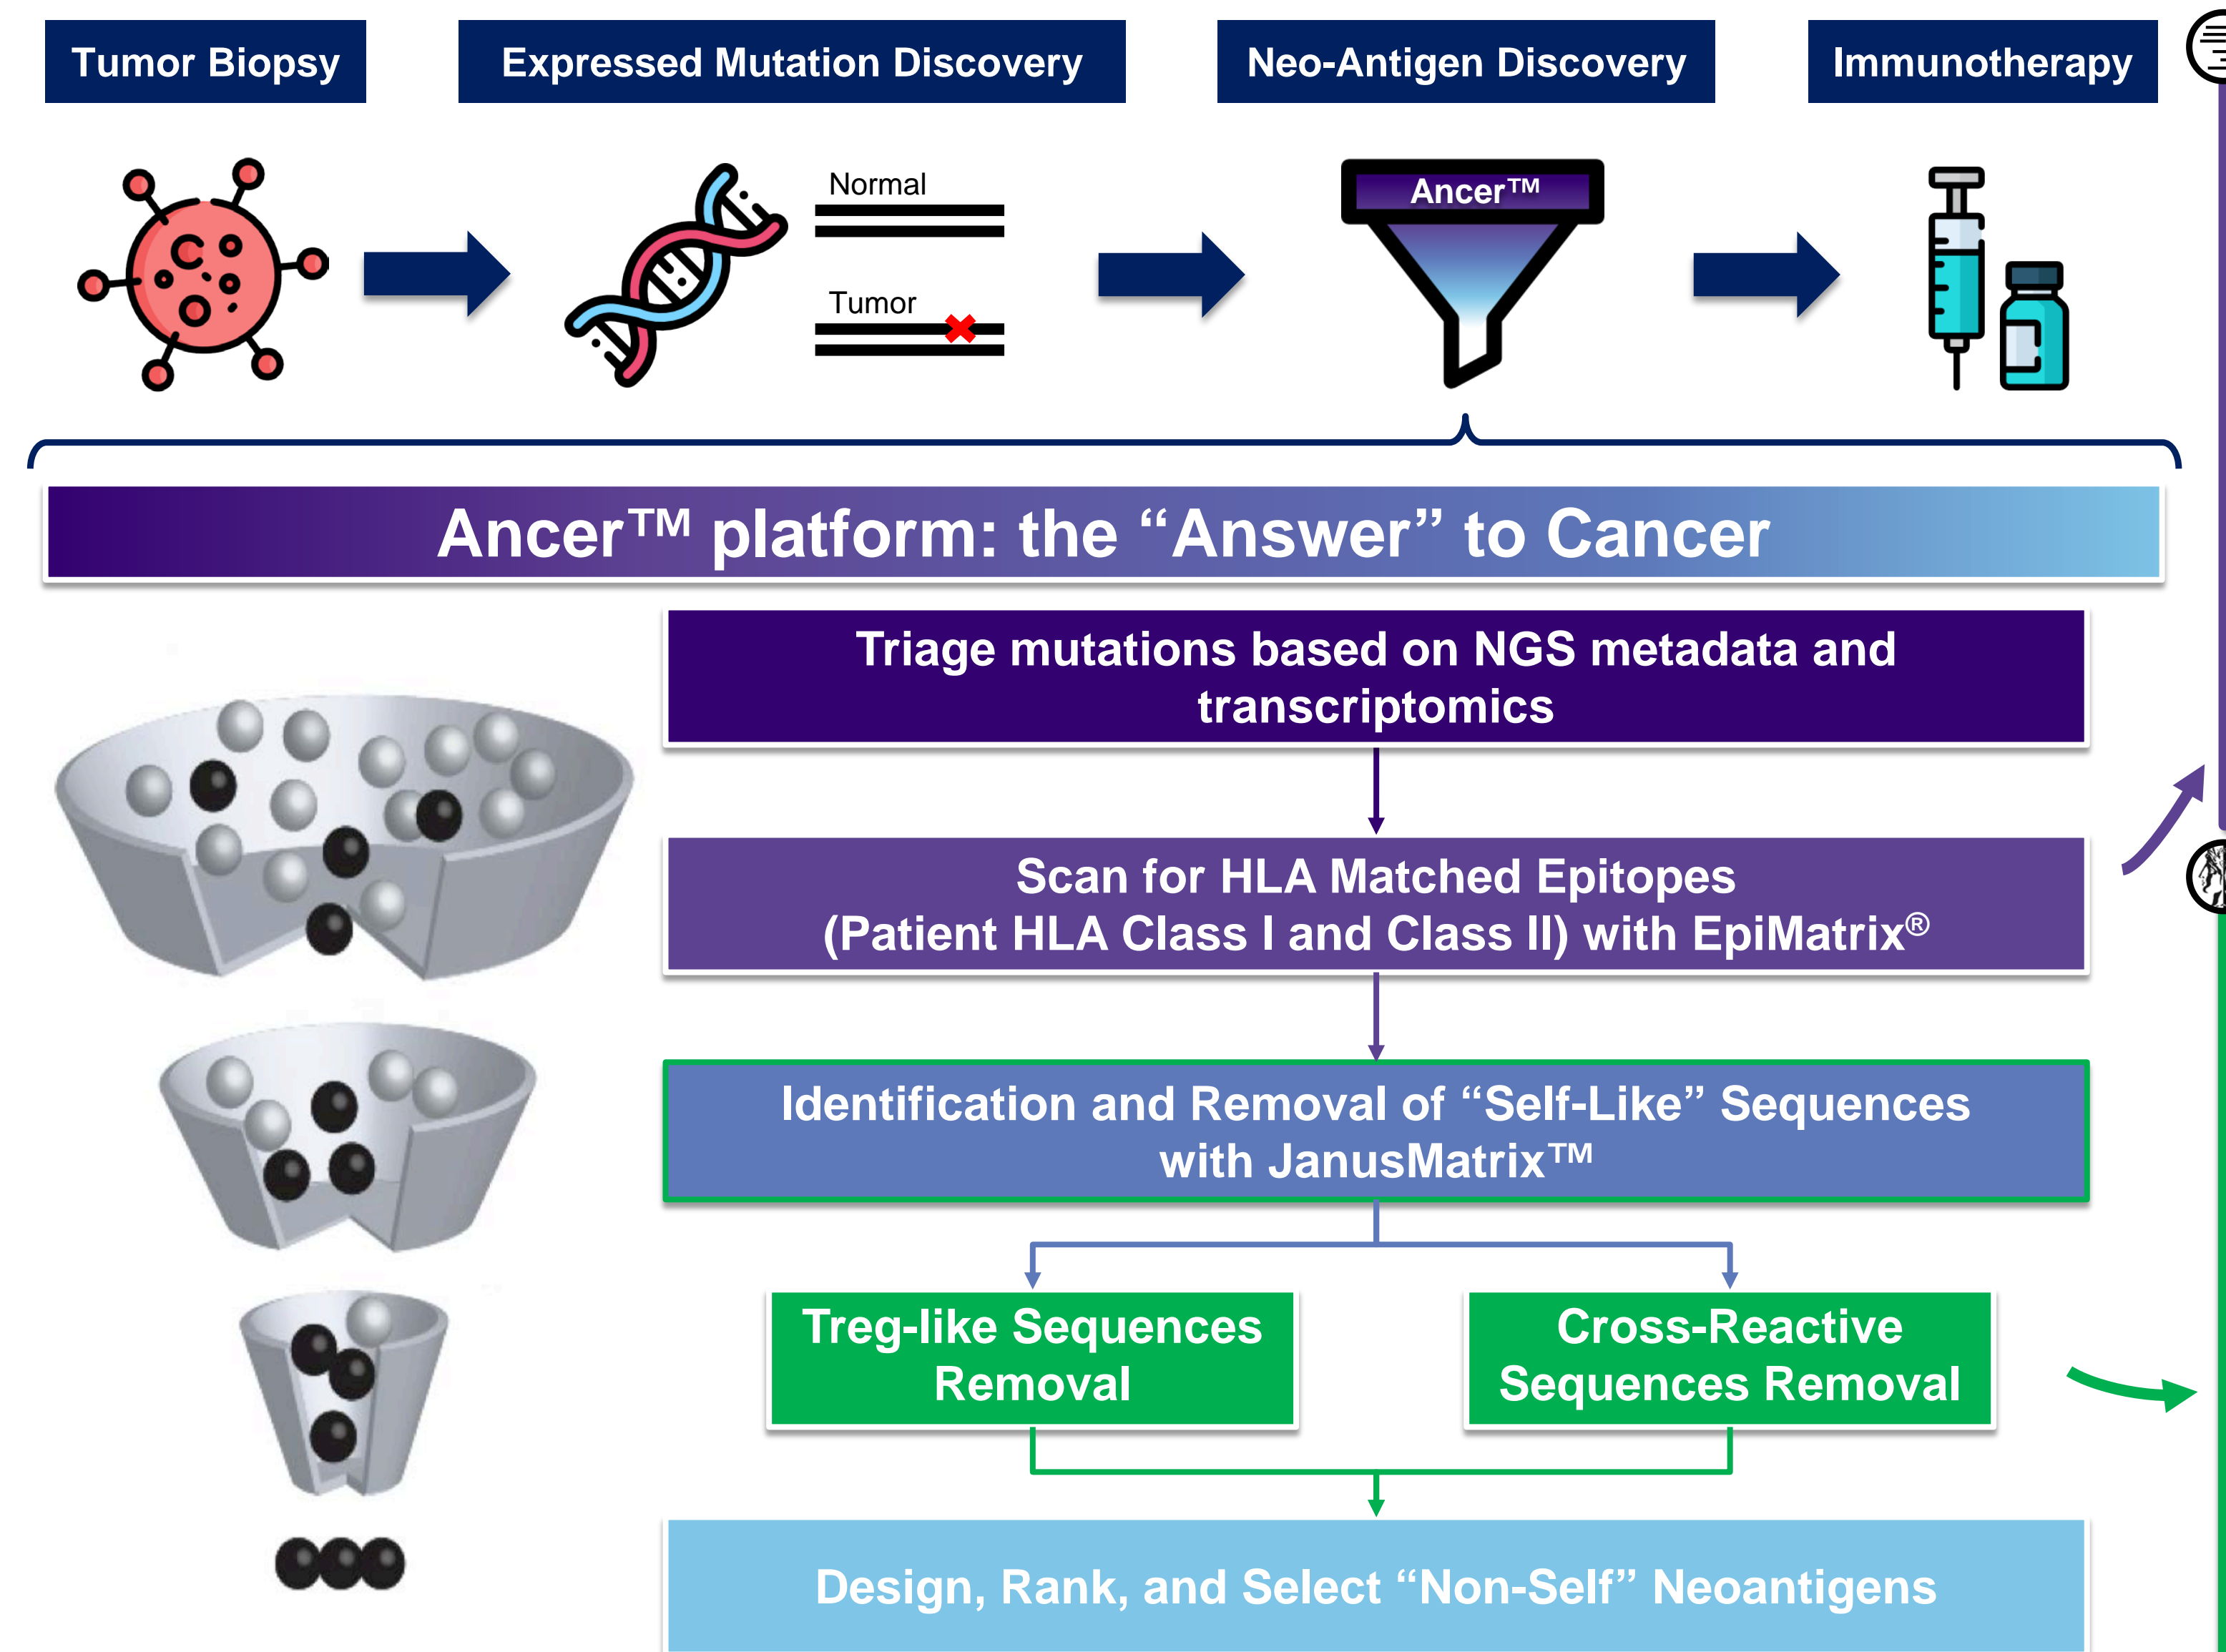 Tumor Biopsy
Expressed Mutation Discovery
Neo-Antigen Discovery
Immunotherapy
Normal
Tumor
Ancer™
Ancer™ platform: the “Answer” to Cancer
Triage mutations based on NGS metadata and
transcriptomics
Scan for HLA Matched Epitopes
(Patient HLA Class I and Class II) with EpiMatrix®
Identification and Removal of “Self-Like” Sequences
with JanusMatrix™
Treg-like Sequences
Removal
Cross-Reactive
Sequences Removal
Design, Rank, and Select “Non-Self” Neoantigens